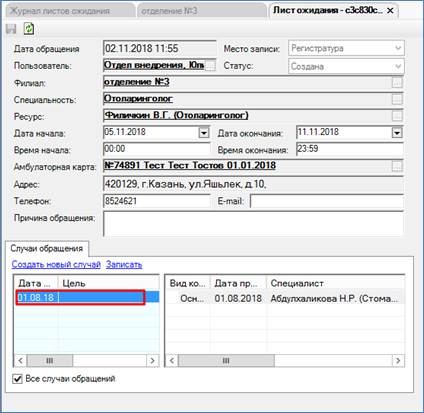 Журнал листов ожидания отделение №3 Лист ожидания - c3c830c... ×
Дата обращения 02.11.2018 11:55 Место записи: Регистратура
Пользователь: Отдел внедрения, Юли ... Статус: Создана
Филиал: отделение №3 ...
Специальность: Отоларинголог ...
Ресурс: Филичкин В.Г. (Отоларинголог) ...
Дата начала: 05.11.2018 Дата окончания: 11.11.2018
Время начала: 00:00 Время окончания: 23:59
Амбулаторная карта: №74891 Тест Тест Тостов 01.01.2018 ...
Адрес: 420129, г.Казань, ул.Яшьлек, д.10,
Телефон: 8524621 E-mail:
Причина обращения:
Случаи обращения
Создать новый случай Записать
Дата ... Цель Вид ко... Дата пр... Специалист
01.08.18 Осн... 01.08.2018 Абдулхаликова Н.Р. (Стома...
Все случаи обращений